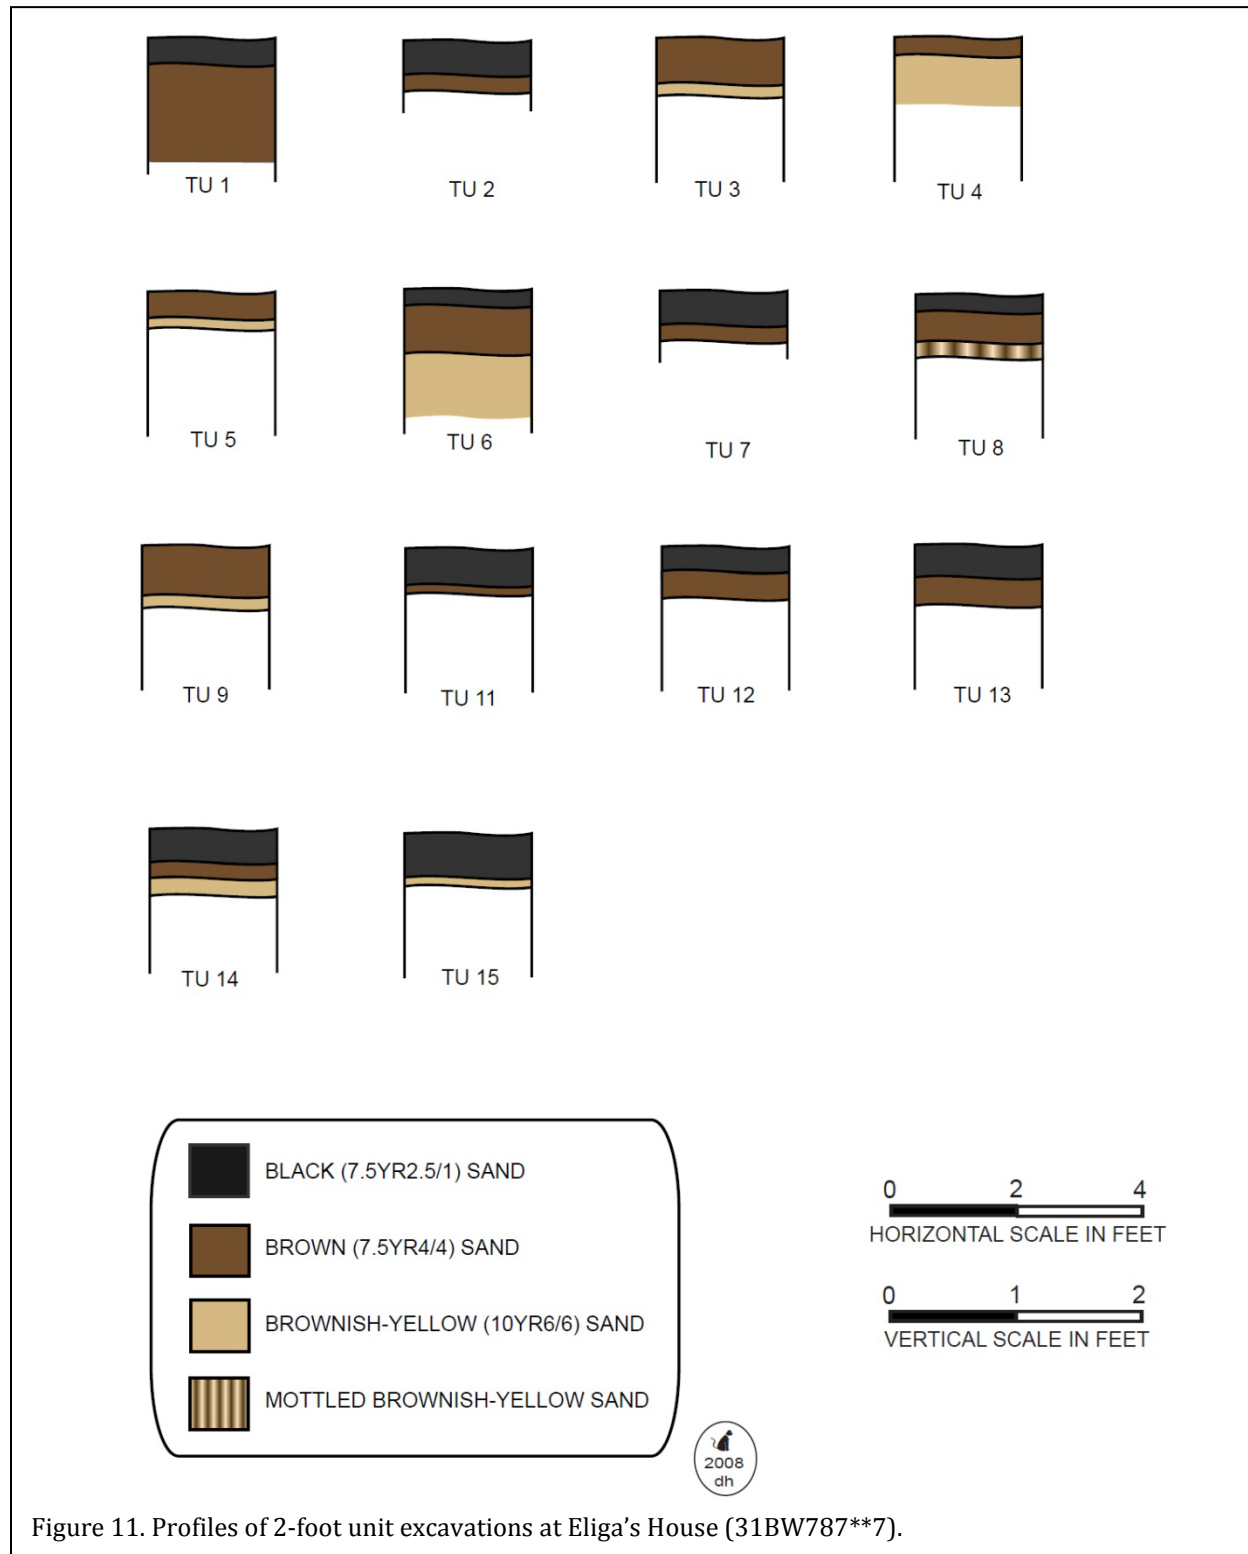 TU 1
TU 2
TU 3
TU 4
TU 5
TU 6
TU 7
TU 8
TU 9
TU 11
TU 12
TU 13
TU 14
TU 15
BLACK (7.5YR2.5/1) SAND
BROWN (7.5YR4/4) SAND
BROWNISH-YELLOW (10YR6/6) SAND
MOTTLED BROWNISH-YELLOW SAND
0 2 4
HORIZONTAL SCALE IN FEET
0 1 2
VERTICAL SCALE IN FEET
2008
dh
Figure 11. Profiles of 2-foot unit excavations at Eliga’s House (31BW787**7).